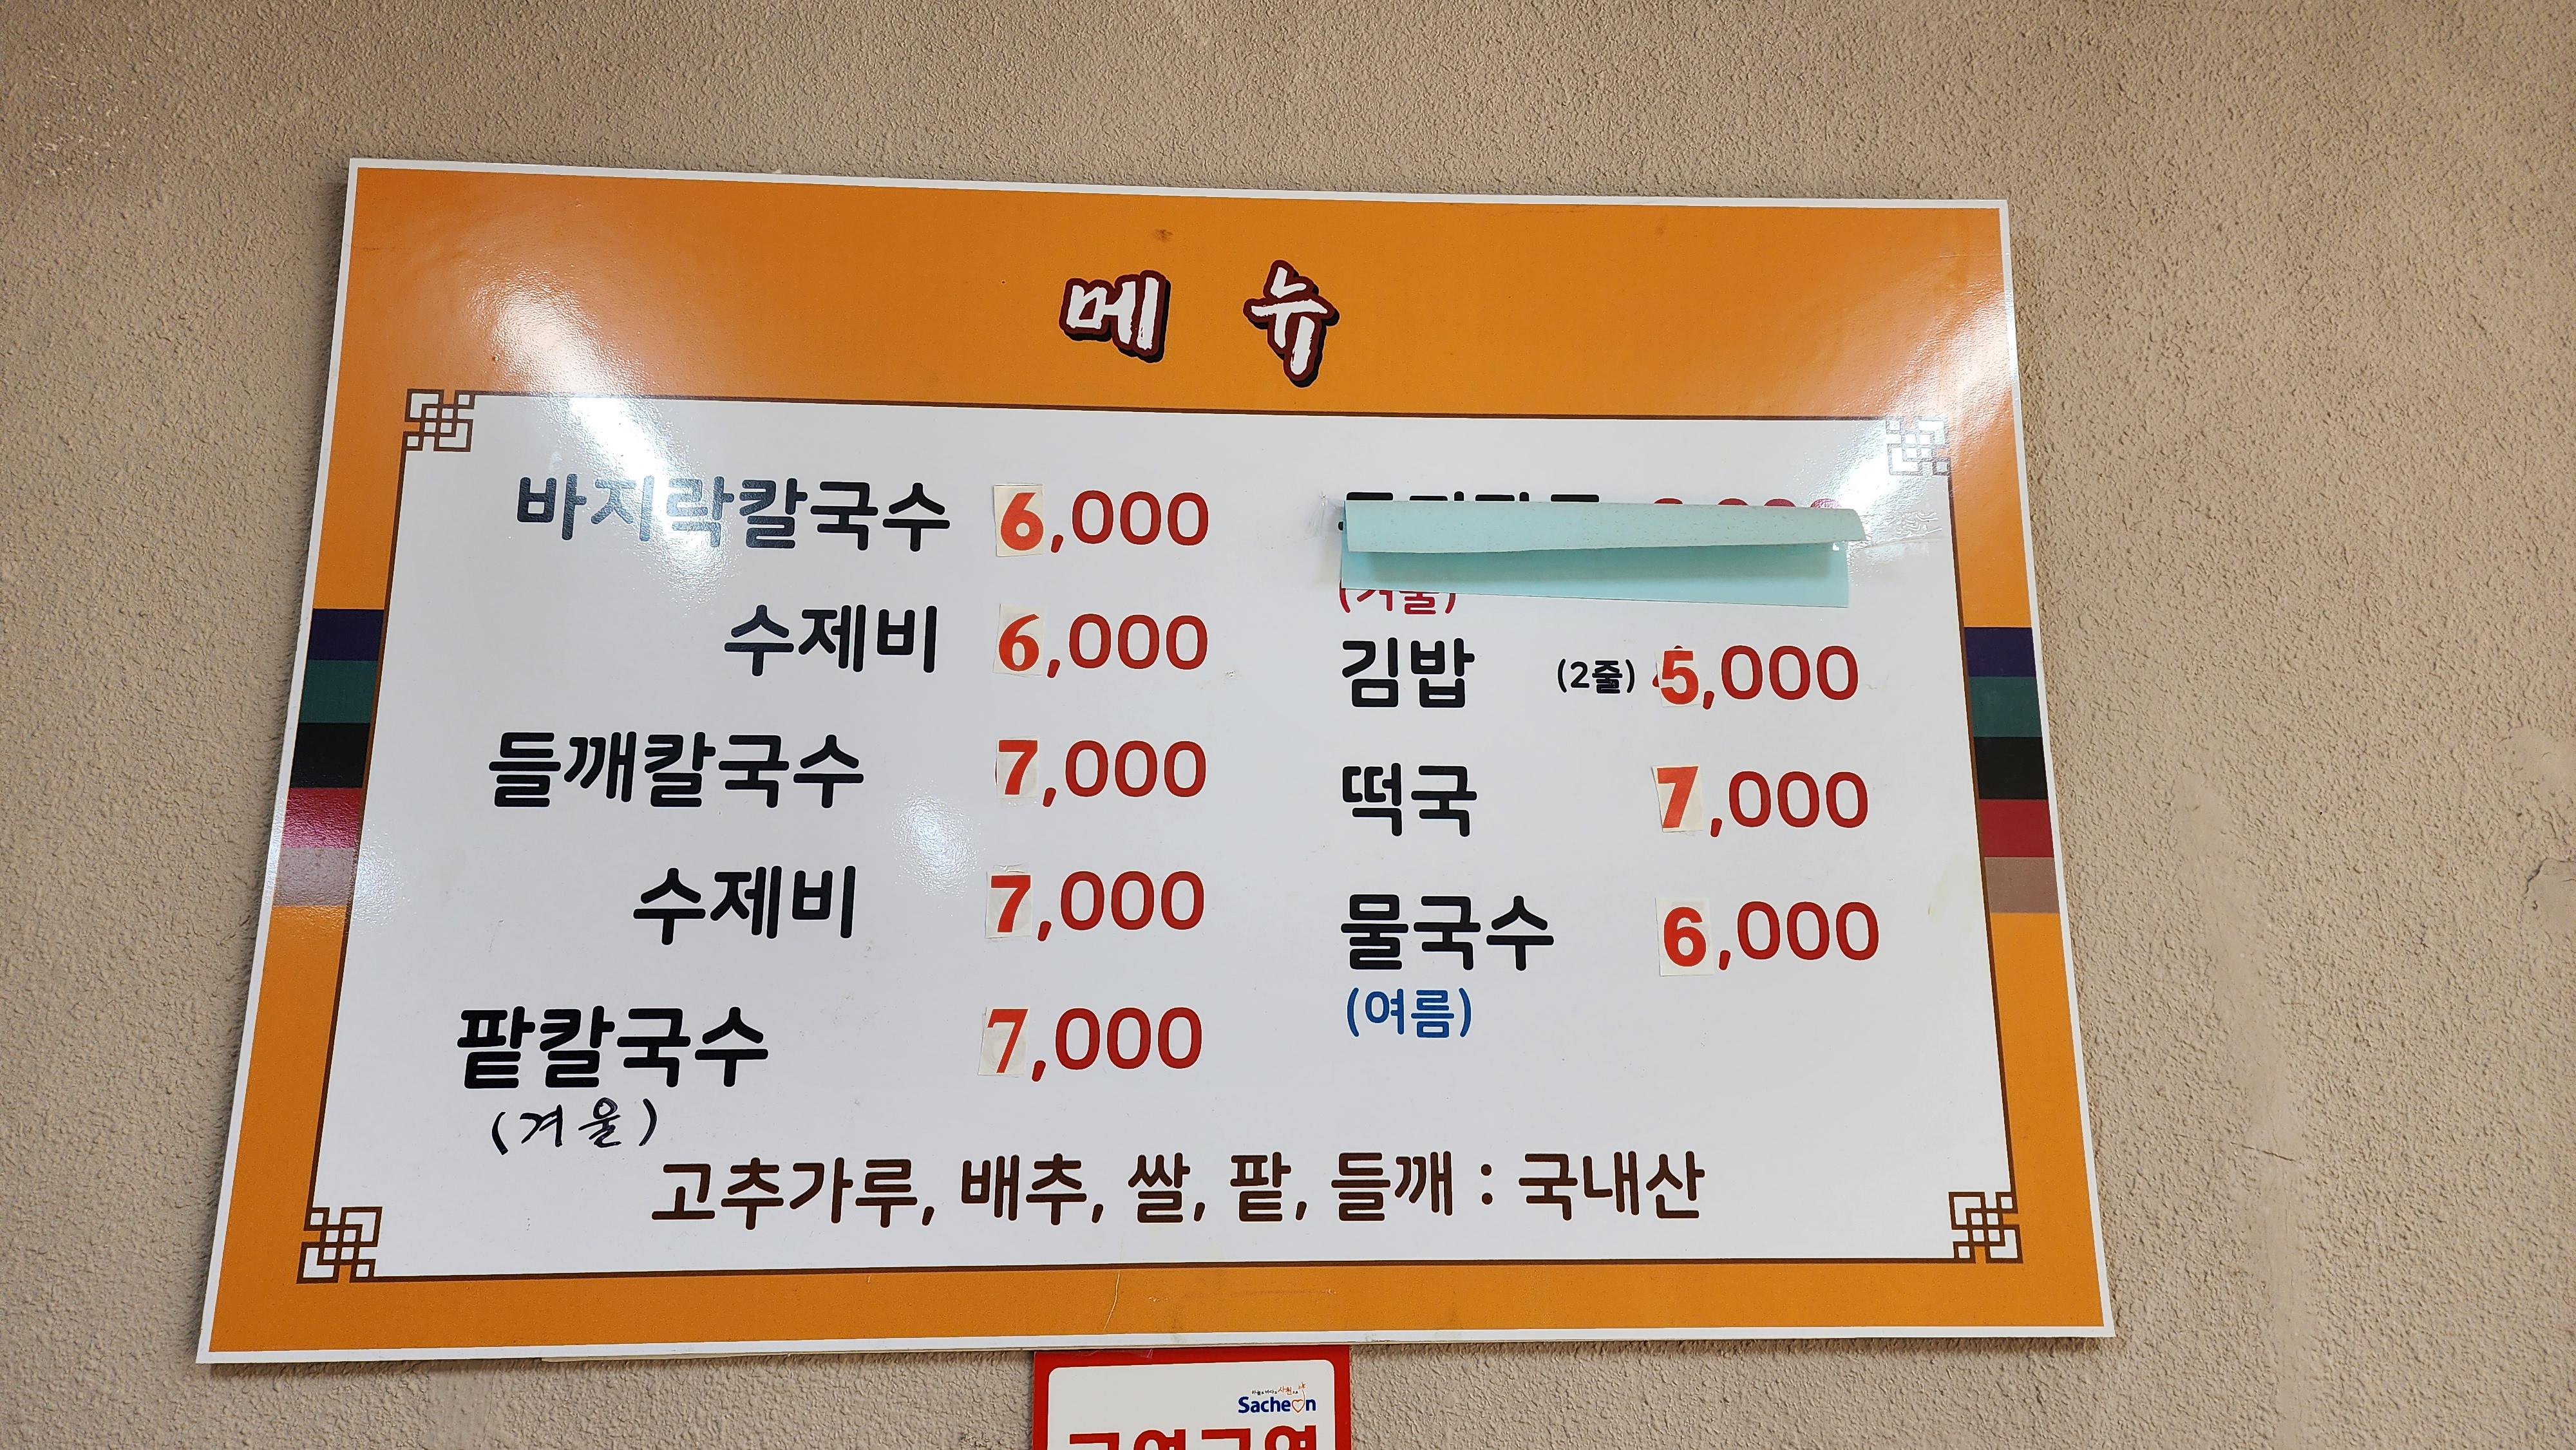 메뉴
바지락칼국수 6,000
수제비 6,000
들깨칼국수 7,000
수제비 7,000
팥칼국수 7,000
(겨울)
(겨울)
김밥 (2줄) 5,000
떡국 7,000
물국수 6,000
(여름)
고추가루, 배추, 쌀, 팥, 들깨 : 국내산
Sacheon